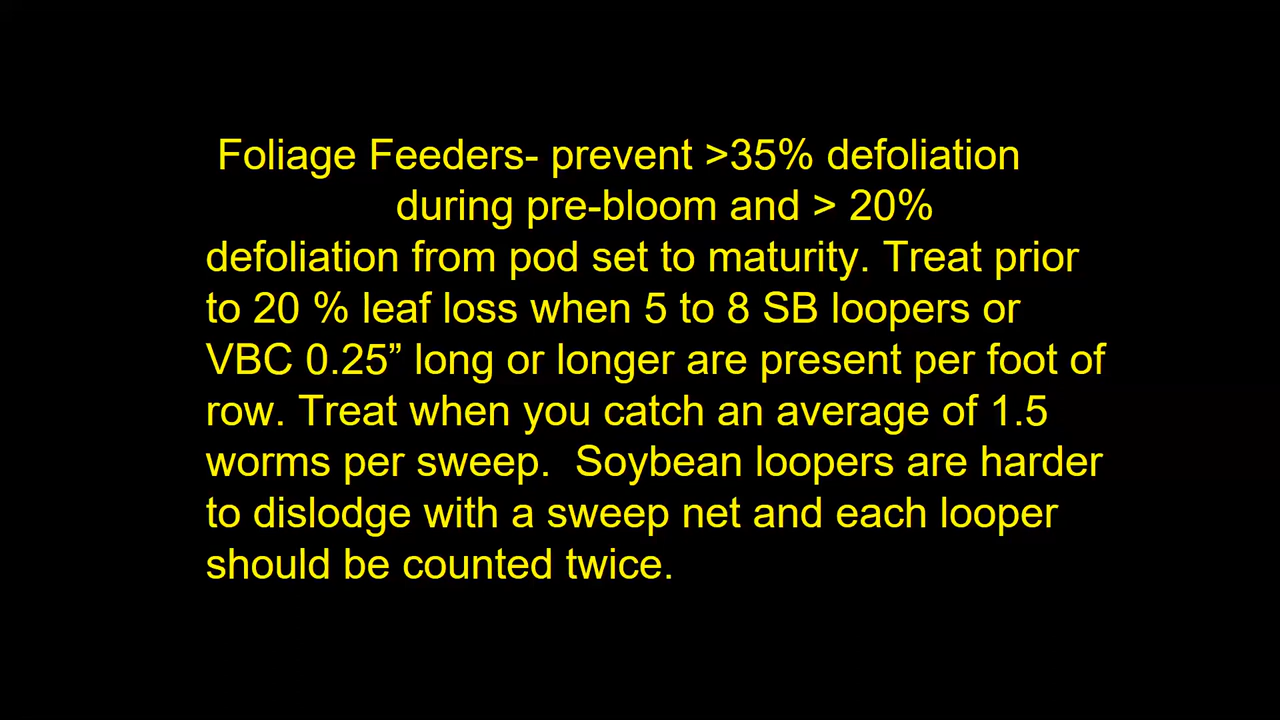 Foliage Feeders- prevent >35% defoliation
during pre-bloom and > 20%
defoliation from pod set to maturity. Treat prior
to 20 % leaf loss when 5 to 8 SB loopers or
VBC 0.25” long or longer are present per foot of
row. Treat when you catch an average of 1.5
worms per sweep.  Soybean loopers are harder
to dislodge with a sweep net and each looper
should be counted twice.